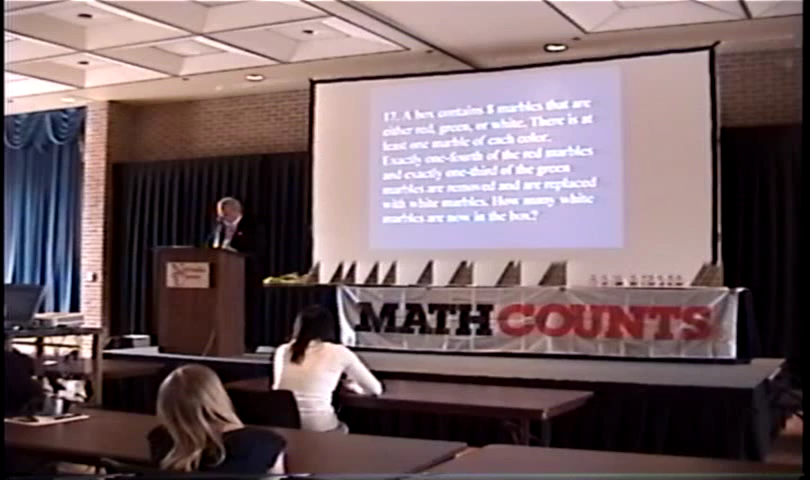 17. A box contains 8 marbles that are
either red, green, or white. There is at
least one marble of each color.
Exactly one-fourth of the red marbles
and exactly one-third of the green
marbles are removed and are replaced
with white marbles. How many white
marbles are now in the box?
MATHCOUNTS